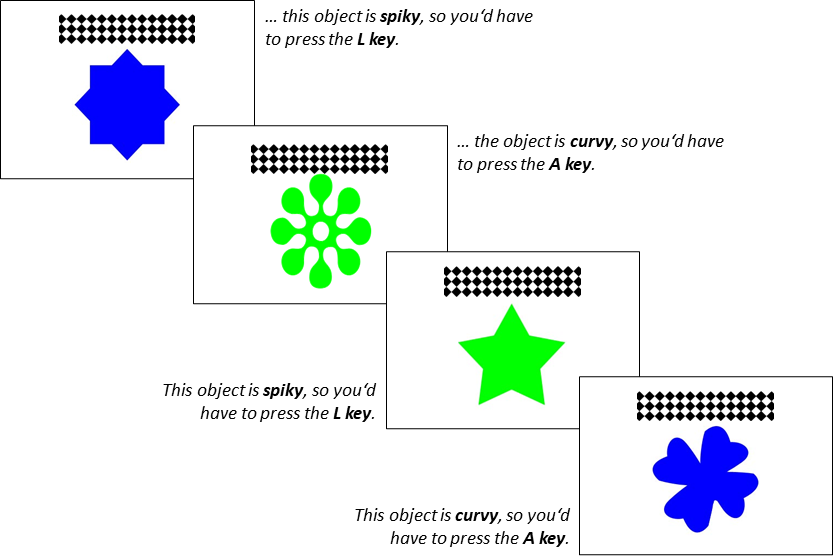 … this object is spiky, so you‘d have
to press the L key.
… the object is curvy, so you‘d have
to press the A key.
This object is spiky, so you‘d
have to press the L key.
This object is curvy, so you‘d
have to press the A key.